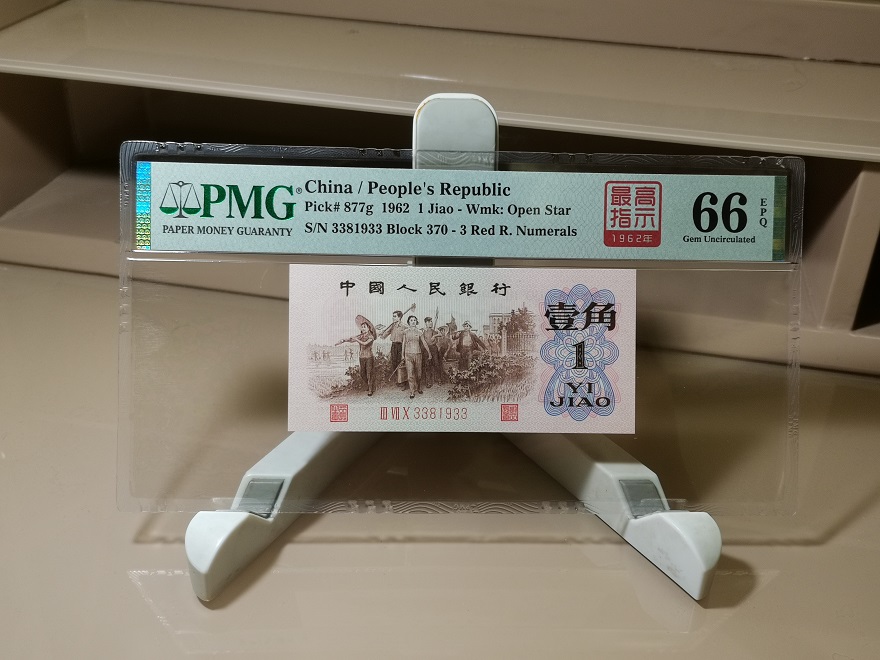 PMG®
PAPER MONEY GUARANTY
China / People's Republic
Pick# 877g 1962 1 Jiao - Wmk: Open Star
S/N 3381933 Block 370 - 3 Red R. Numerals
最高
指示
1962年
66
Gem Uncirculated
EPQ
中國人民銀行
壹角
1
YI
JIAO
III VII X 3381933